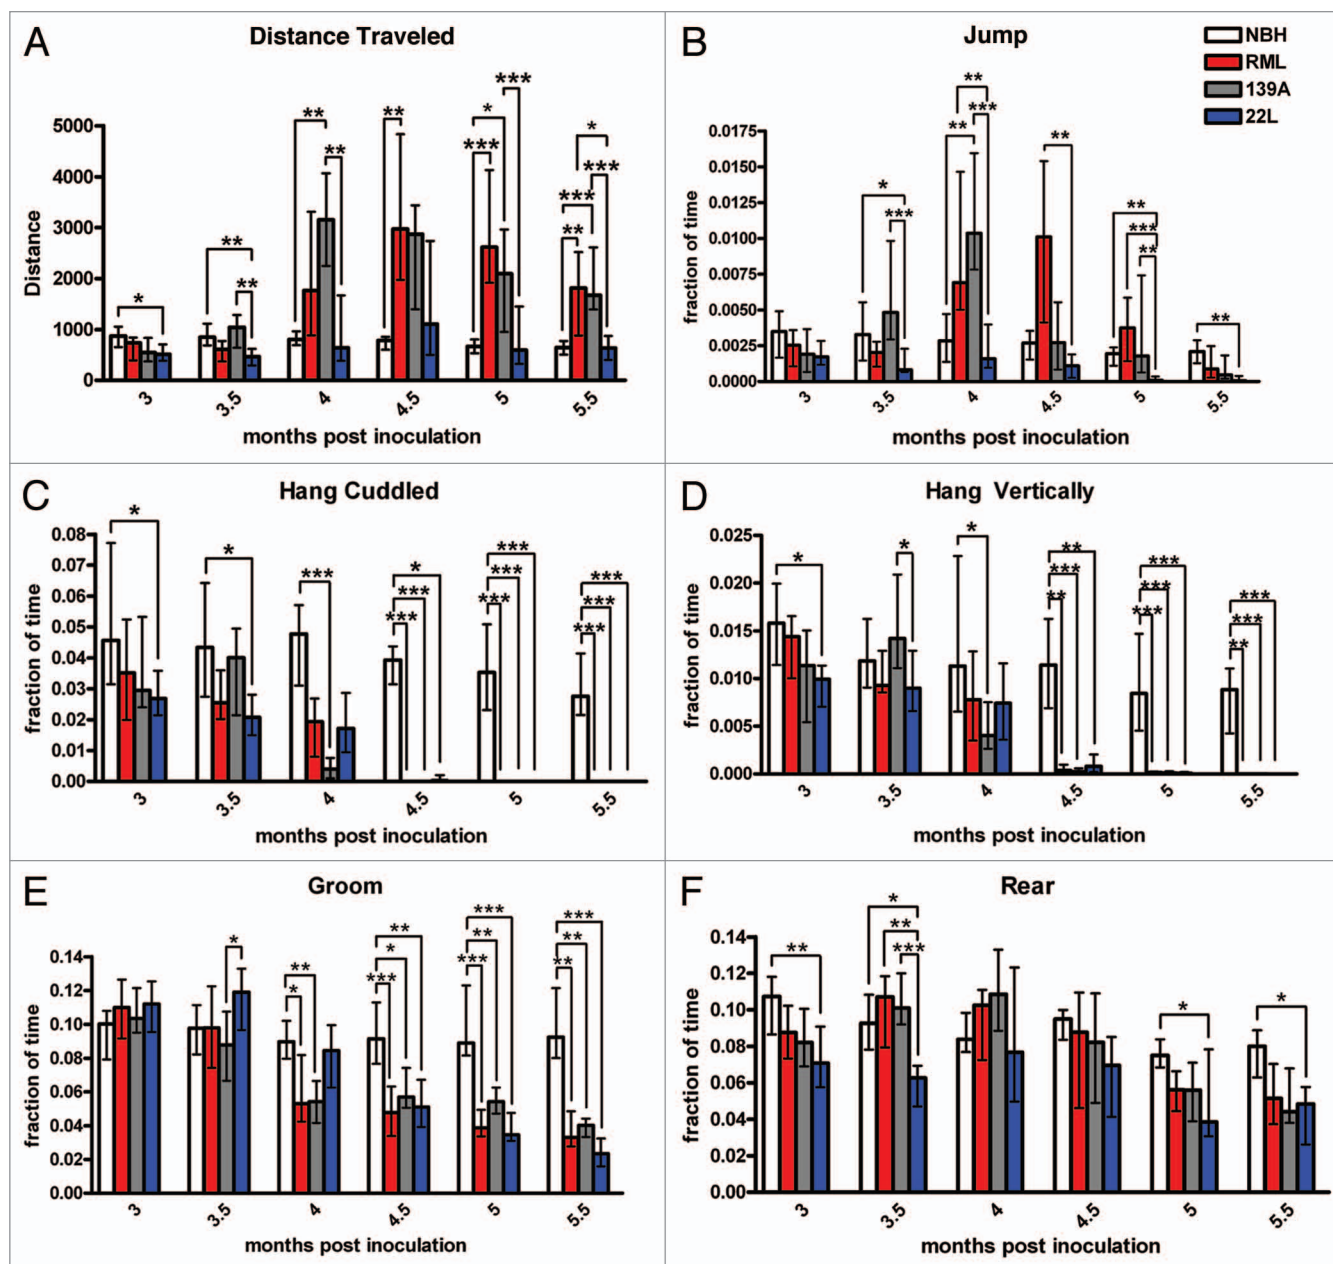 A
Distance Traveled
***
** ** * *
*** ***
** ** ***
* ** **
5000
4000
3000
2000
1000
0
Distance
3 3.5 4 4.5 5 5.5
months post inoculation
B
Jump
NBH
RML
139A
22L
**
*** **
** **
* *** ***
** **
0.0175
0.0150
0.0125
0.0100
0.0075
0.0050
0.0025
0.0000
fraction of time
3 3.5 4 4.5 5 5.5
months post inoculation
C
Hang Cuddled
* * *** * *** ***
*** *** ***
*** *** ***
0.08
0.07
0.06
0.05
0.04
0.03
0.02
0.01
0.00
fraction of time
3 3.5 4 4.5 5 5.5
months post inoculation
D
Hang Vertically
* * * ** *** ***
*** *** ***
** *** **
0.025
0.020
0.015
0.010
0.005
0.000
fraction of time
3 3.5 4 4.5 5 5.5
months post inoculation
E
Groom
* ** ** *** ***
* * ** **
*** *** **
0.14
0.12
0.10
0.08
0.06
0.04
0.02
0.00
fraction of time
3 3.5 4 4.5 5 5.5
months post inoculation
F
Rear
** * * *
**
***
0.14
0.12
0.10
0.08
0.06
0.04
0.02
0.00
fraction of time
3 3.5 4 4.5 5 5.5
months post inoculation